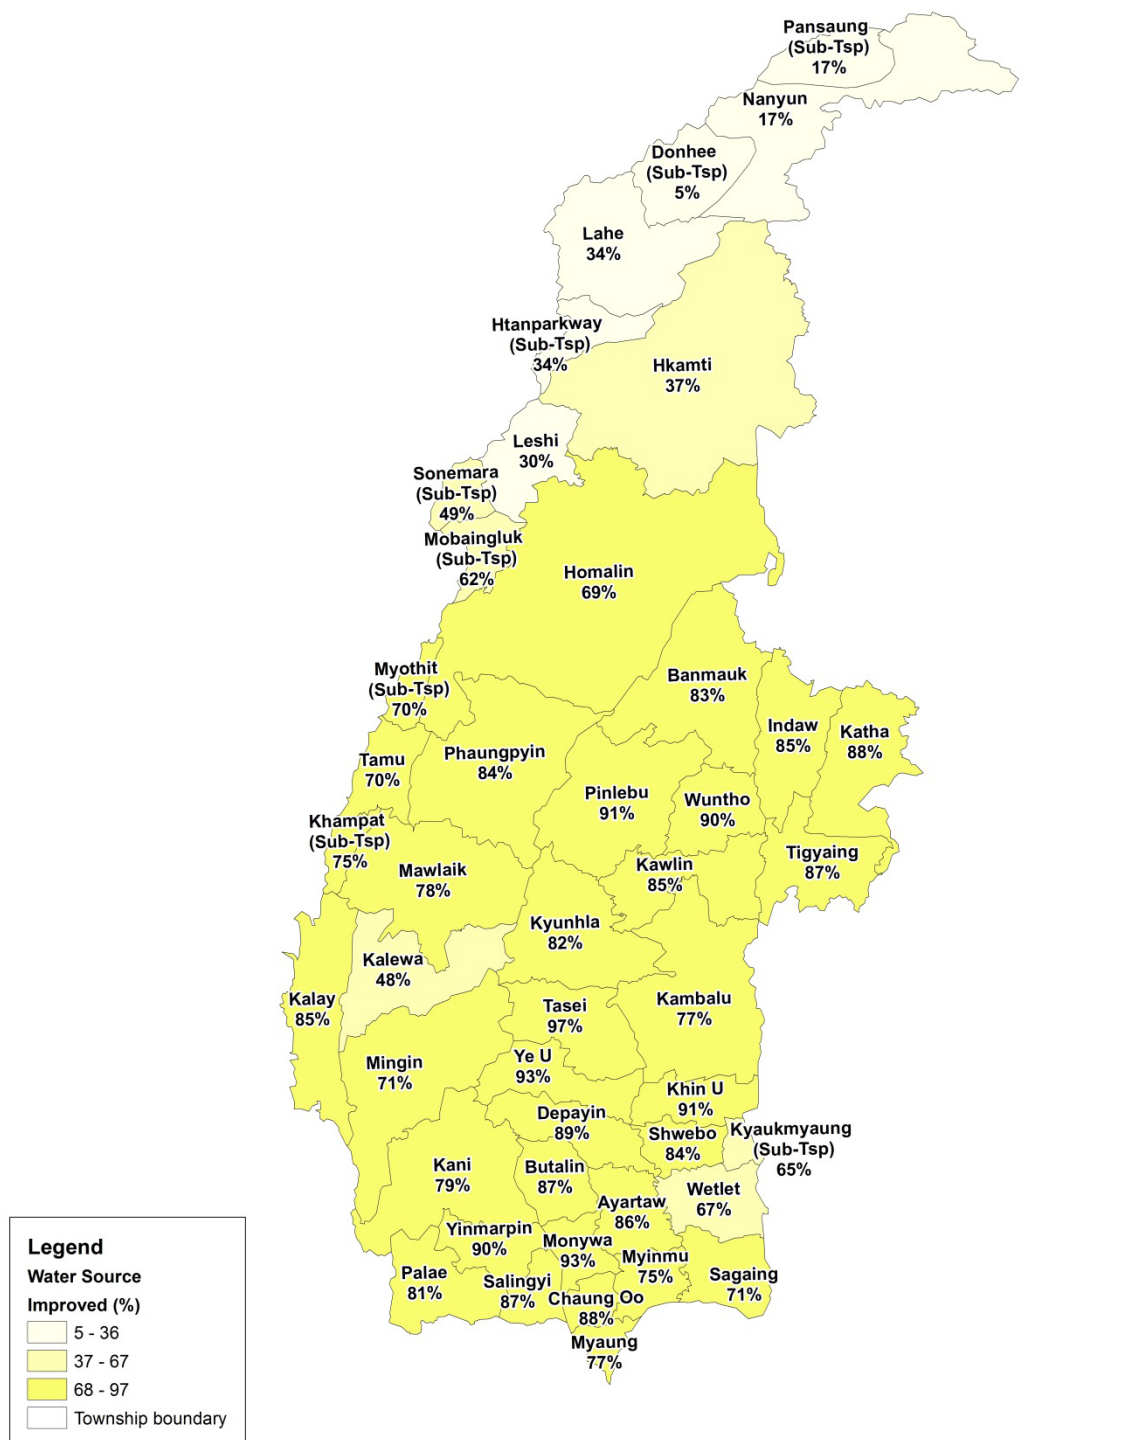 Pansaung
(Sub-Tsp)
17%
Nanyun
17%
Donhee
(Sub-Tsp)
5%
Lahe
34%
Htanparkway
(Sub-Tsp)
34%
Hkamti
37%
Leshi
30%
Sonemara
(Sub-Tsp)
49%
Mobaingluk
(Sub-Tsp)
62%
Homalin
69%
Myothit
(Sub-Tsp)
70%
Banmauk
83%
Indaw
85%
Katha
88%
Tamu
70%
Phaungpyin
84%
Pinlebu
91%
Wuntho
90%
Khampat
(Sub-Tsp)
75%
Mawlaik
78%
Kawlin
85%
Tigyaing
87%
Kyunhla
82%
Kalewa
48%
Kalay
85%
Tasei
97%
Kambalu
77%
Mingin
71%
Ye U
93%
Khin U
91%
Depayin
89%
Shwebo
84%
Kyaukmyaung
(Sub-Tsp)
65%
Kani
79%
Butalin
87%
Wetlet
67%
Ayartaw
86%
Yinmarpin
90%
Monywa
93%
Myinmu
75%
Palae
81%
Salingyi
87%
Chaung Oo
88%
Sagaing
71%
Myaung
77%
Legend
Water Source
Improved (%)
5 - 36
37 - 67
68 - 97
Township boundary